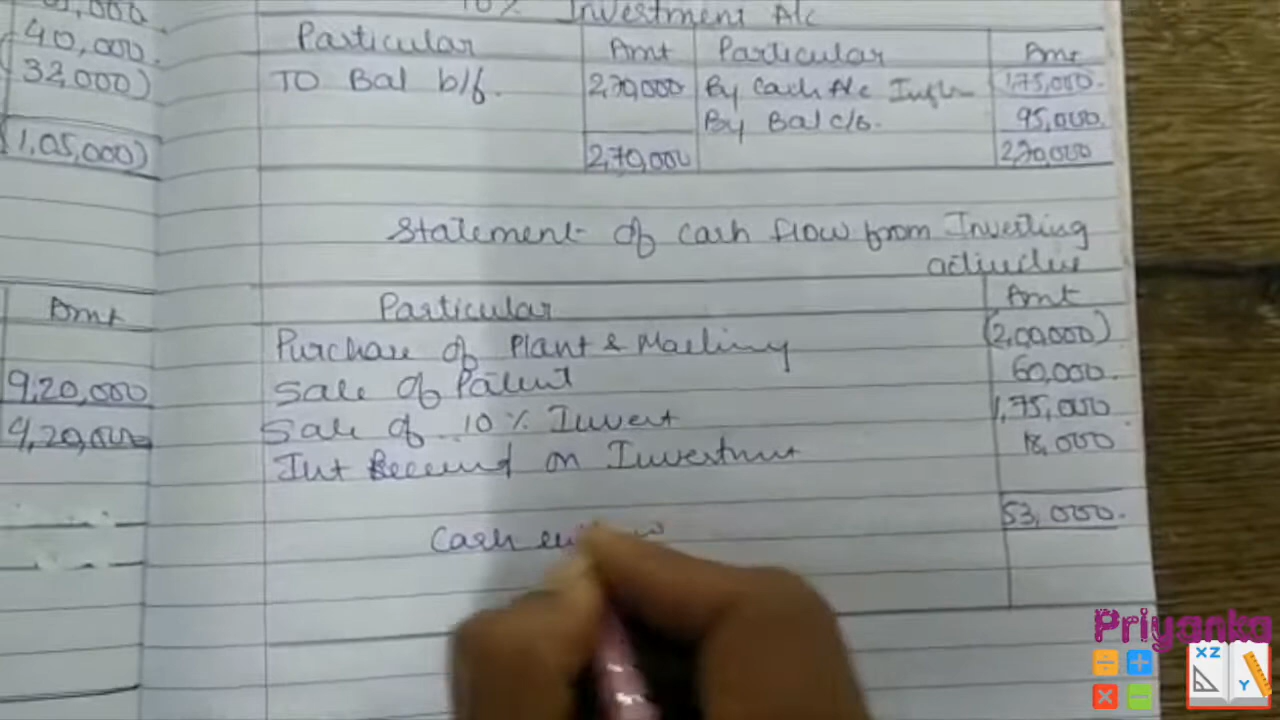 10% Investment A/c
40,000
Particular Amt Particular Amt
32,000)
TO Bal b/f. 2,70,000 By Cash A/c 1,75,000.
By Bal c/d. 95,000.
(1,05,000)
2,70,000 2,70,000
Statement of cash flow from Investing
activities
Amt
Particular Amt
Purchase of Plant & Machinery (2,00,000)
9,20,000
Sale of Patent 60,000.
Sale of 10% Invest 1,75,000
Int Received on Investment 18,000
53,000.
Cash
Priyanka
XZ
Y